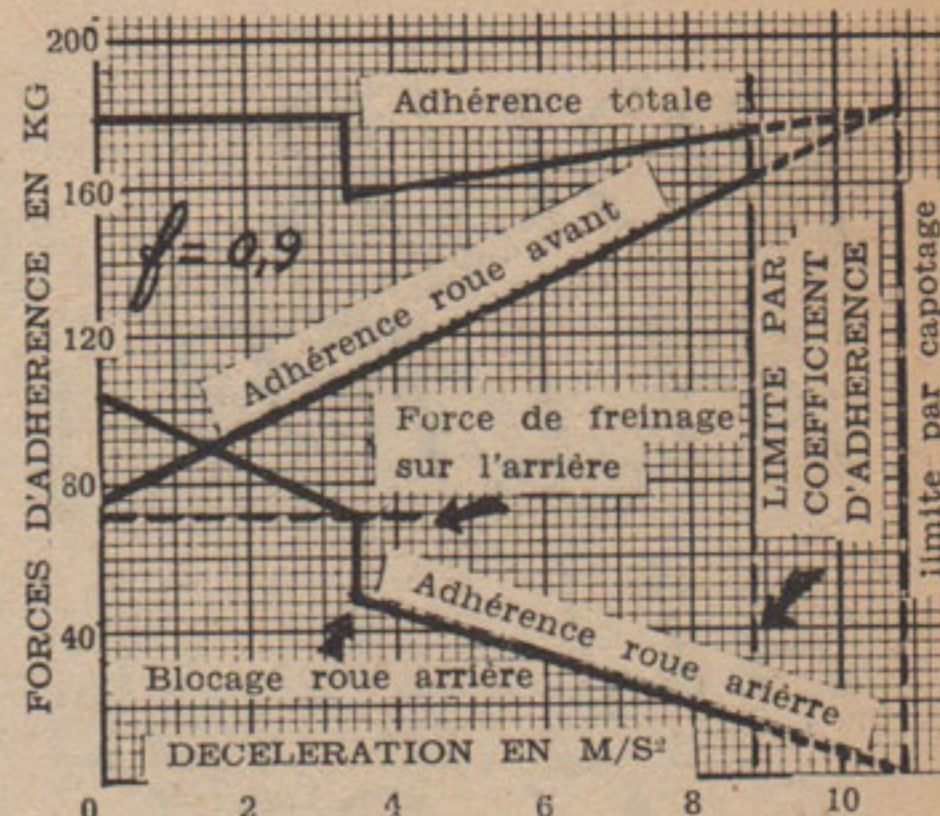 200
Adhérence totale
160
f = 0,9
Adhérence roue avant
120
Force de freinage
sur l'arrière
80
LIMITE PAR
COEFFICIENT
D'ADHERENCE
limite par capotage
Adhérence roue arièrre
40
Blocage roue arrière
DECELERATION EN M/S²
0 2 4 6 8 10
FORCES D'ADHERENCE EN KG